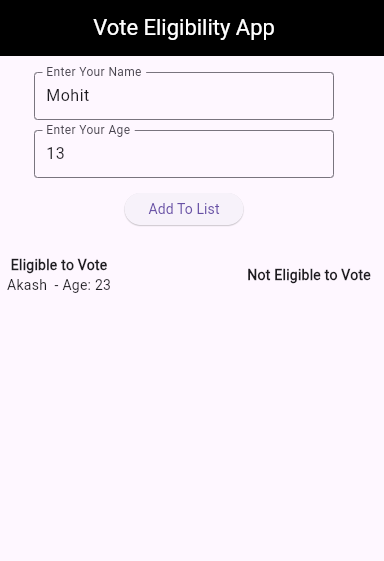 Vote Eligibility App
Enter Your Name
Mohit
Enter Your Age
13
Add To List
Eligible to Vote
Akash  - Age: 23
Not Eligible to Vote